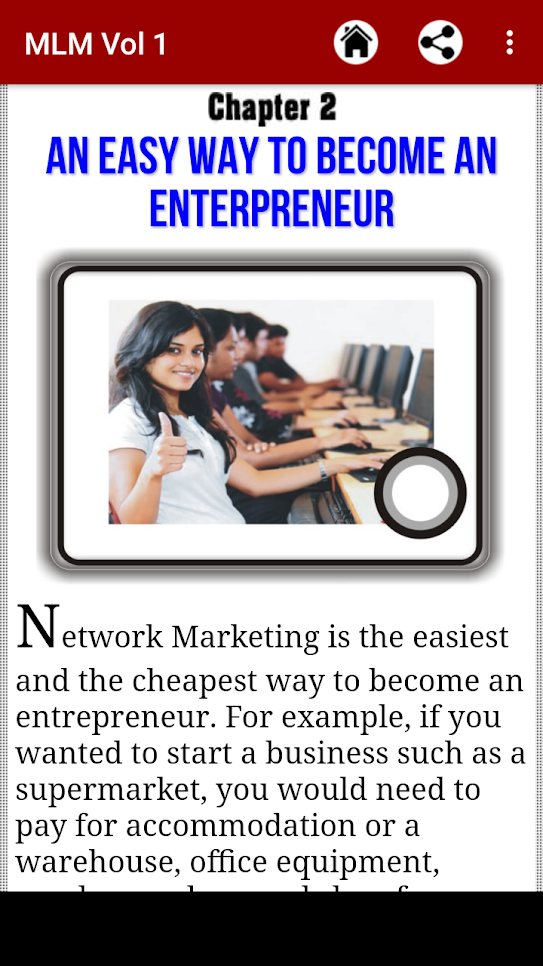 MLM Vol 1
Chapter 2
AN EASY WAY TO BECOME AN
ENTERPRENEUR
Network Marketing is the easiest
and the cheapest way to become an
entrepreneur. For example, if you
wanted to start a business such as a
supermarket, you would need to
pay for accommodation or a
warehouse, office equipment,